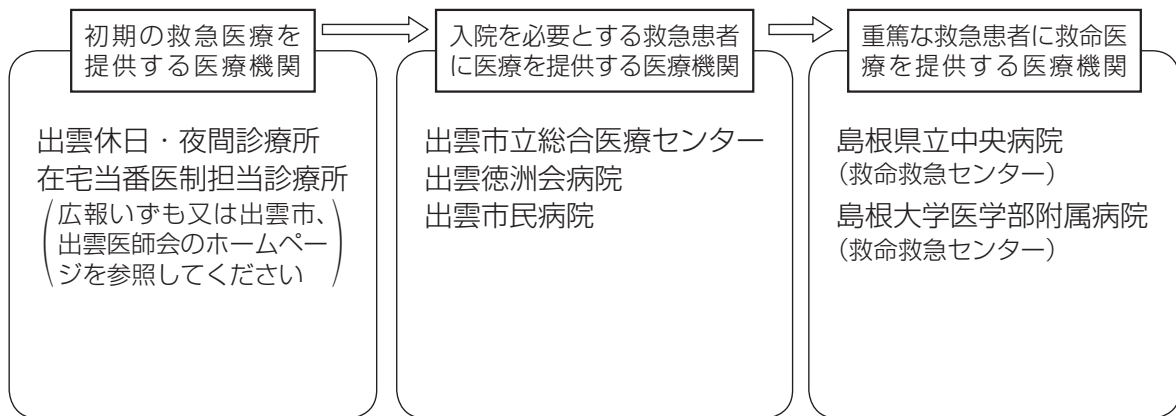 初期の救急医療を
提供する医療機関
出雲休日・夜間診療所
在宅当番医制担当診療所
(広報いずも又は出雲市、
出雲医師会のホームペー
ジを参照してください)
入院を必要とする救急患者
に医療を提供する医療機関
出雲市立総合医療センター
出雲徳洲会病院
出雲市民病院
重篤な救急患者に救命医
療を提供する医療機関
島根県立中央病院
(救命救急センター)
島根大学医学部附属病院
(救命救急センター)